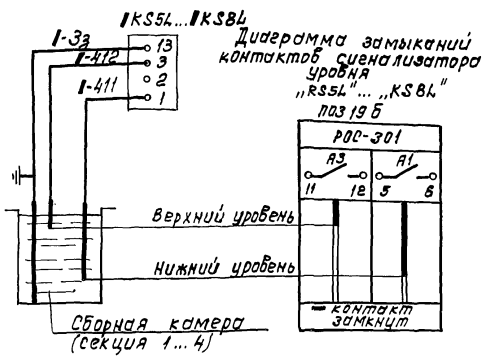 KS5L...KS8L
1-3з
1-412
1-411
13
3
2
1
Диаграмма замыканий
контактов сигнализатора
уровня
„RS5L"... „KS8L"
поз 19 б
РОС-301
А3
А1
11
12
5
6
Верхний уровень
Нижний уровень
Сборная камера
(секция 1...4)
контакт
замкнут